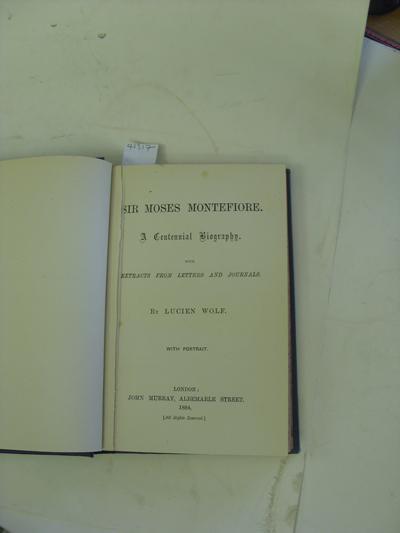 41517
SIR MOSES MONTEFIORE.
A Centennial Biography.
WITH
EXTRACTS FROM LETTERS AND JOURNALS.
BY LUCIEN WOLF.
WITH PORTRAIT.
LONDON:
JOHN MURRAY, ALBEMARLE STREET.
1884.
[All Rights Reserved.]